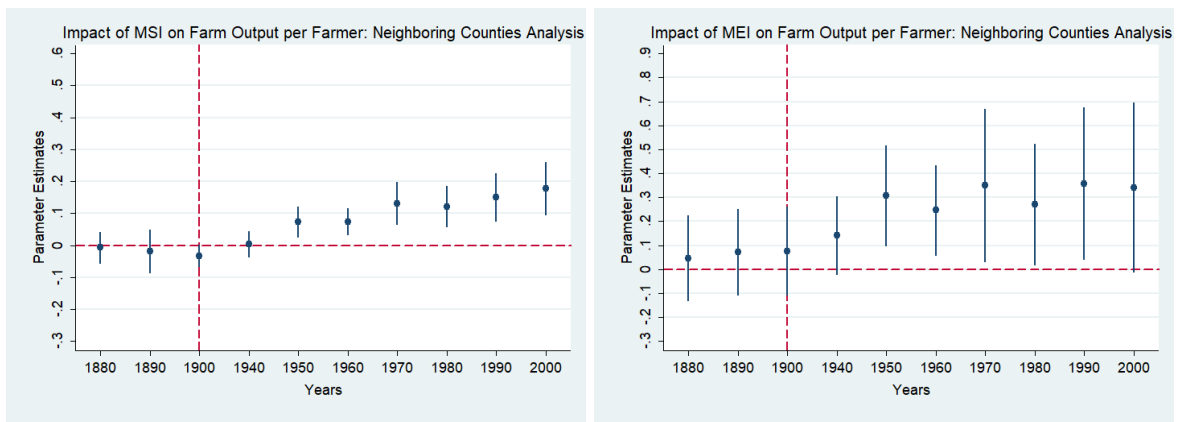 Impact of MSI on Farm Output per Farmer: Neighboring Counties Analysis
Parameter Estimates
.6
.5
.4
.3
.2
.1
0
-.1
-.2
-.3
1880 1890 1900 1940 1950 1960 1970 1980 1990 2000
Years
Impact of MEI on Farm Output per Farmer: Neighboring Counties Analysis
Parameter Estimates
.9
.8
.7
.6
.5
.4
.3
.2
.1
0
-.1
-.2
-.3
1880 1890 1900 1940 1950 1960 1970 1980 1990 2000
Years